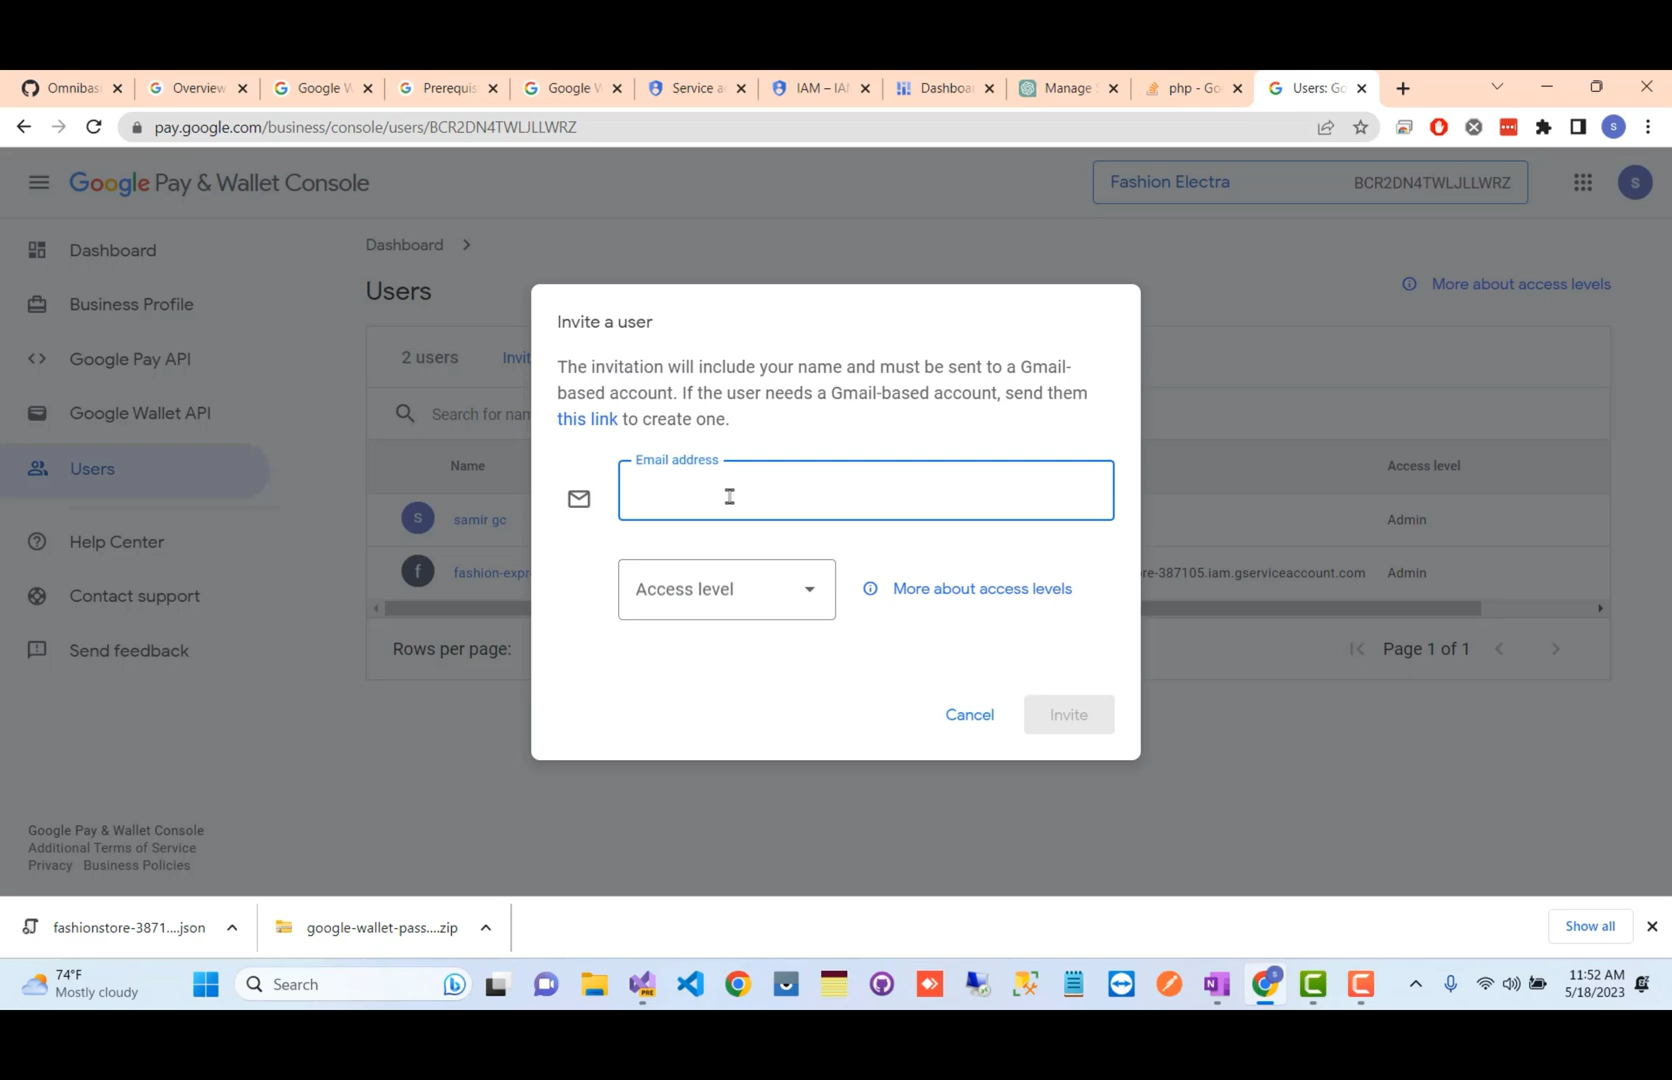 Omnibas
Overview
Google W
Prerequis
Google W
Service a
IAM – IA
Dashboa
Manage S
php - Go
Users: Go
pay.google.com/business/console/users/BCR2DN4TWLJLLWRZ
S
Google Pay & Wallet Console
Fashion Electra BCR2DN4TWLJLLWRZ
S
Dashboard
Business Profile
Google Pay API
Google Wallet API
Users
Help Center
Contact support
Send feedback
Google Pay & Wallet Console
Additional Terms of Service
Privacy Business Policies
Dashboard
Users
More about access levels
2 users Invit
Search for nam
Name Access level
S samir gc Admin
f fashion-expr re-387105.iam.gserviceaccount.com Admin
Rows per page: Page 1 of 1
Invite a user
The invitation will include your name and must be sent to a Gmail-
based account. If the user needs a Gmail-based account, send them
this link to create one.
Email address
Access level More about access levels
Cancel Invite
fashionstore-3871....json google-wallet-pass....zip Show all
74°F
Mostly cloudy
Search
11:52 AM
5/18/2023